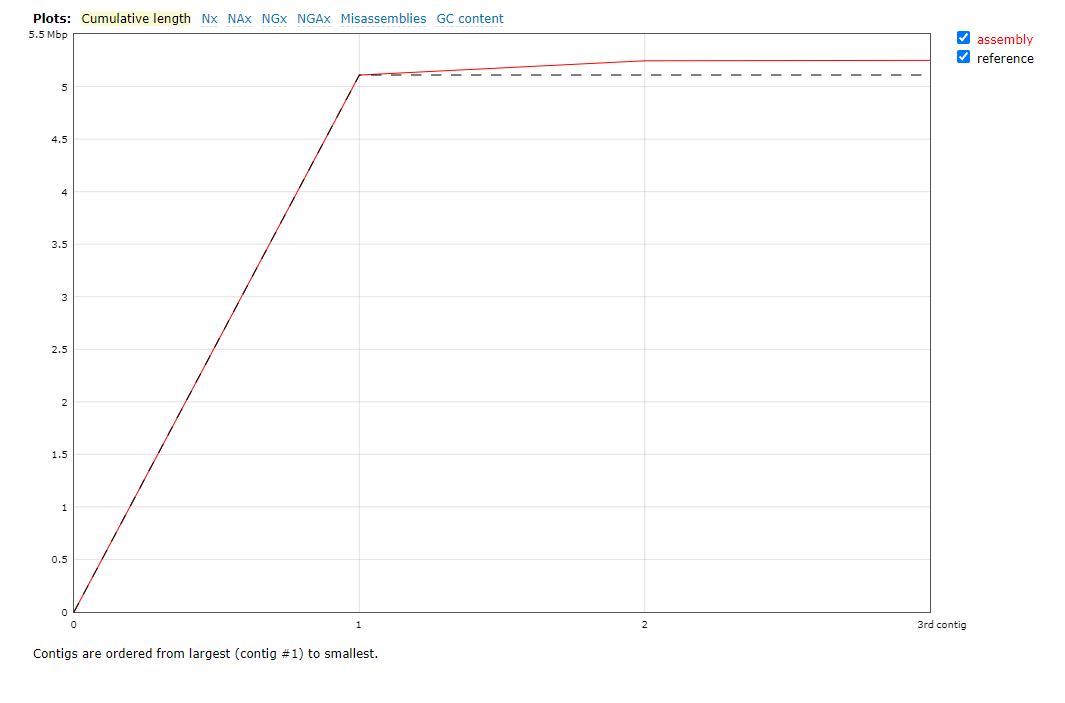 Plots: Cumulative length Nx NAx NGx NGAx Misassemblies GC content
5.5 Mbp
assembly
reference
5
4.5
4
3.5
3
2.5
2
1.5
1
0.5
0
0 1 2 3rd contig
Contigs are ordered from largest (contig #1) to smallest.